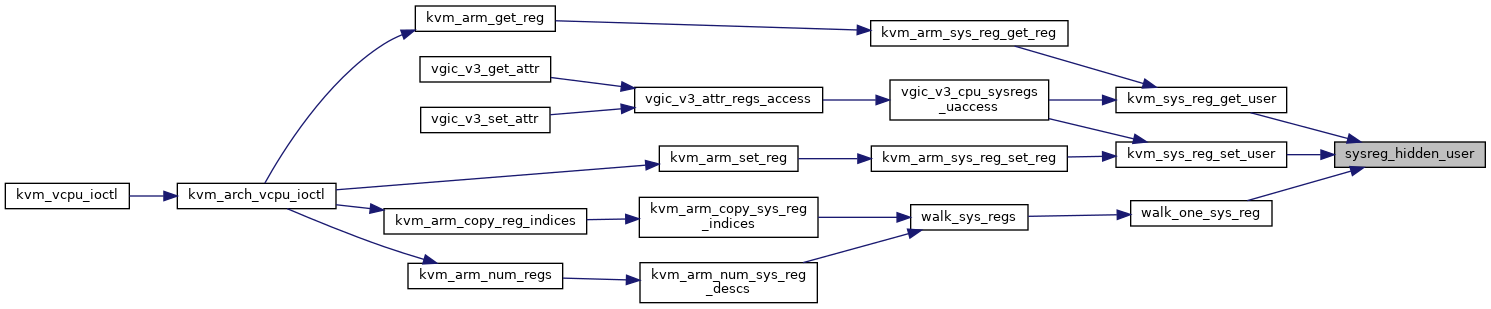 kvm_arm_get_reg
kvm_arm_sys_reg_get_reg
vgic_v3_get_attr
vgic_v3_attr_regs_access
vgic_v3_cpu_sysregs
_uaccess
kvm_sys_reg_get_user
vgic_v3_set_attr
kvm_arm_set_reg
kvm_arm_sys_reg_set_reg
kvm_sys_reg_set_user
sysreg_hidden_user
kvm_vcpu_ioctl
kvm_arch_vcpu_ioctl
kvm_arm_copy_reg_indices
kvm_arm_copy_sys_reg
_indices
walk_sys_regs
walk_one_sys_reg
kvm_arm_num_regs
kvm_arm_num_sys_reg
_descs